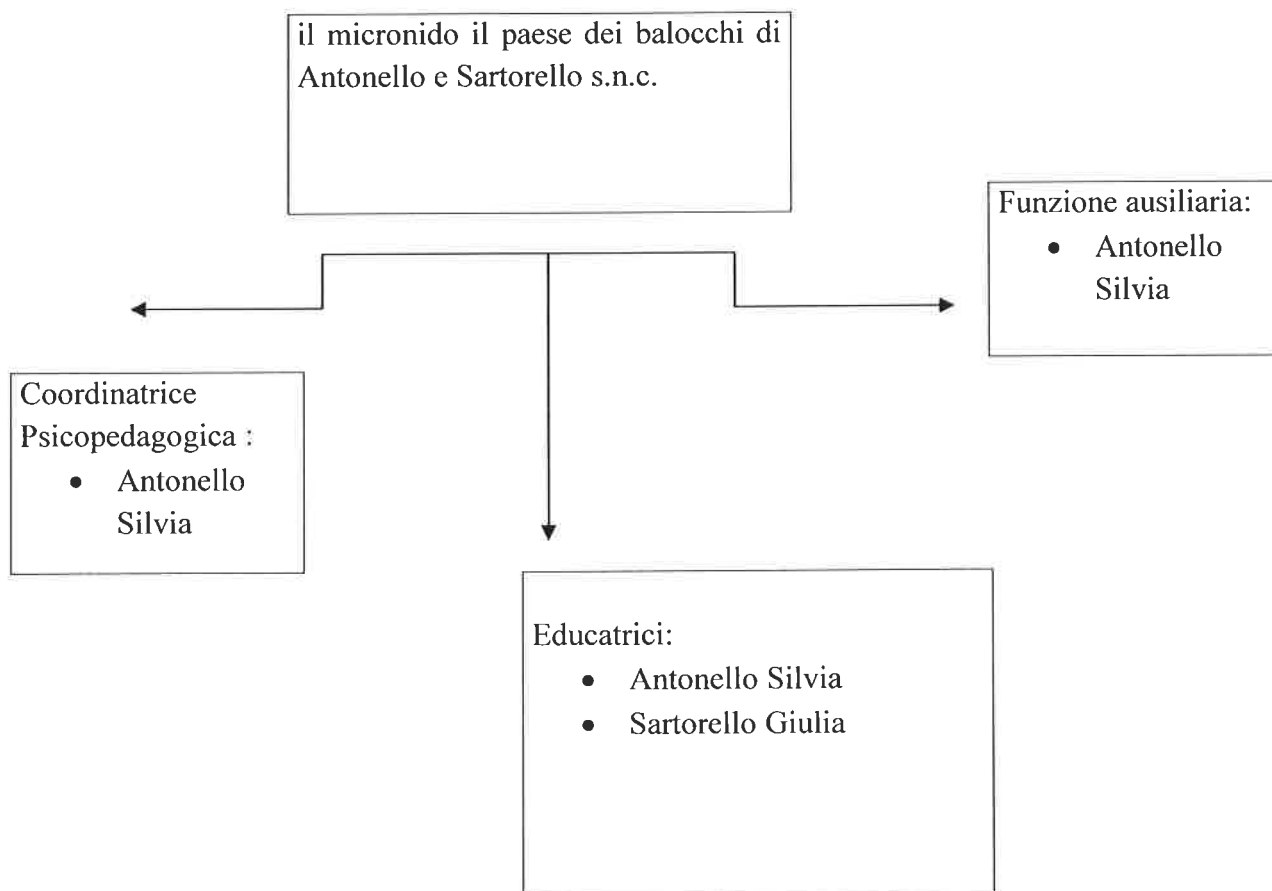 il micronido il paese dei balocchi di
Antonello e Sartorello s.n.c.
Funzione ausiliaria:
• Antonello
Silvia
Coordinatrice
Psicopedagogica :
• Antonello
Silvia
Educatrici:
• Antonello Silvia
• Sartorello Giulia